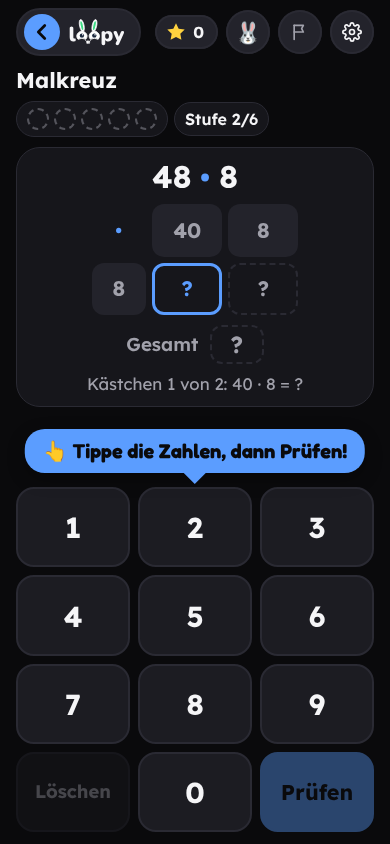 loopy
0
Malkreuz
Stufe 2/6
48 · 8
· 40 8
8 ? ?
Gesamt ?
Kästchen 1 von 2: 40 · 8 = ?
👆 Tippe die Zahlen, dann Prüfen!
1 2 3
4 5 6
7 8 9
Löschen 0 Prüfen